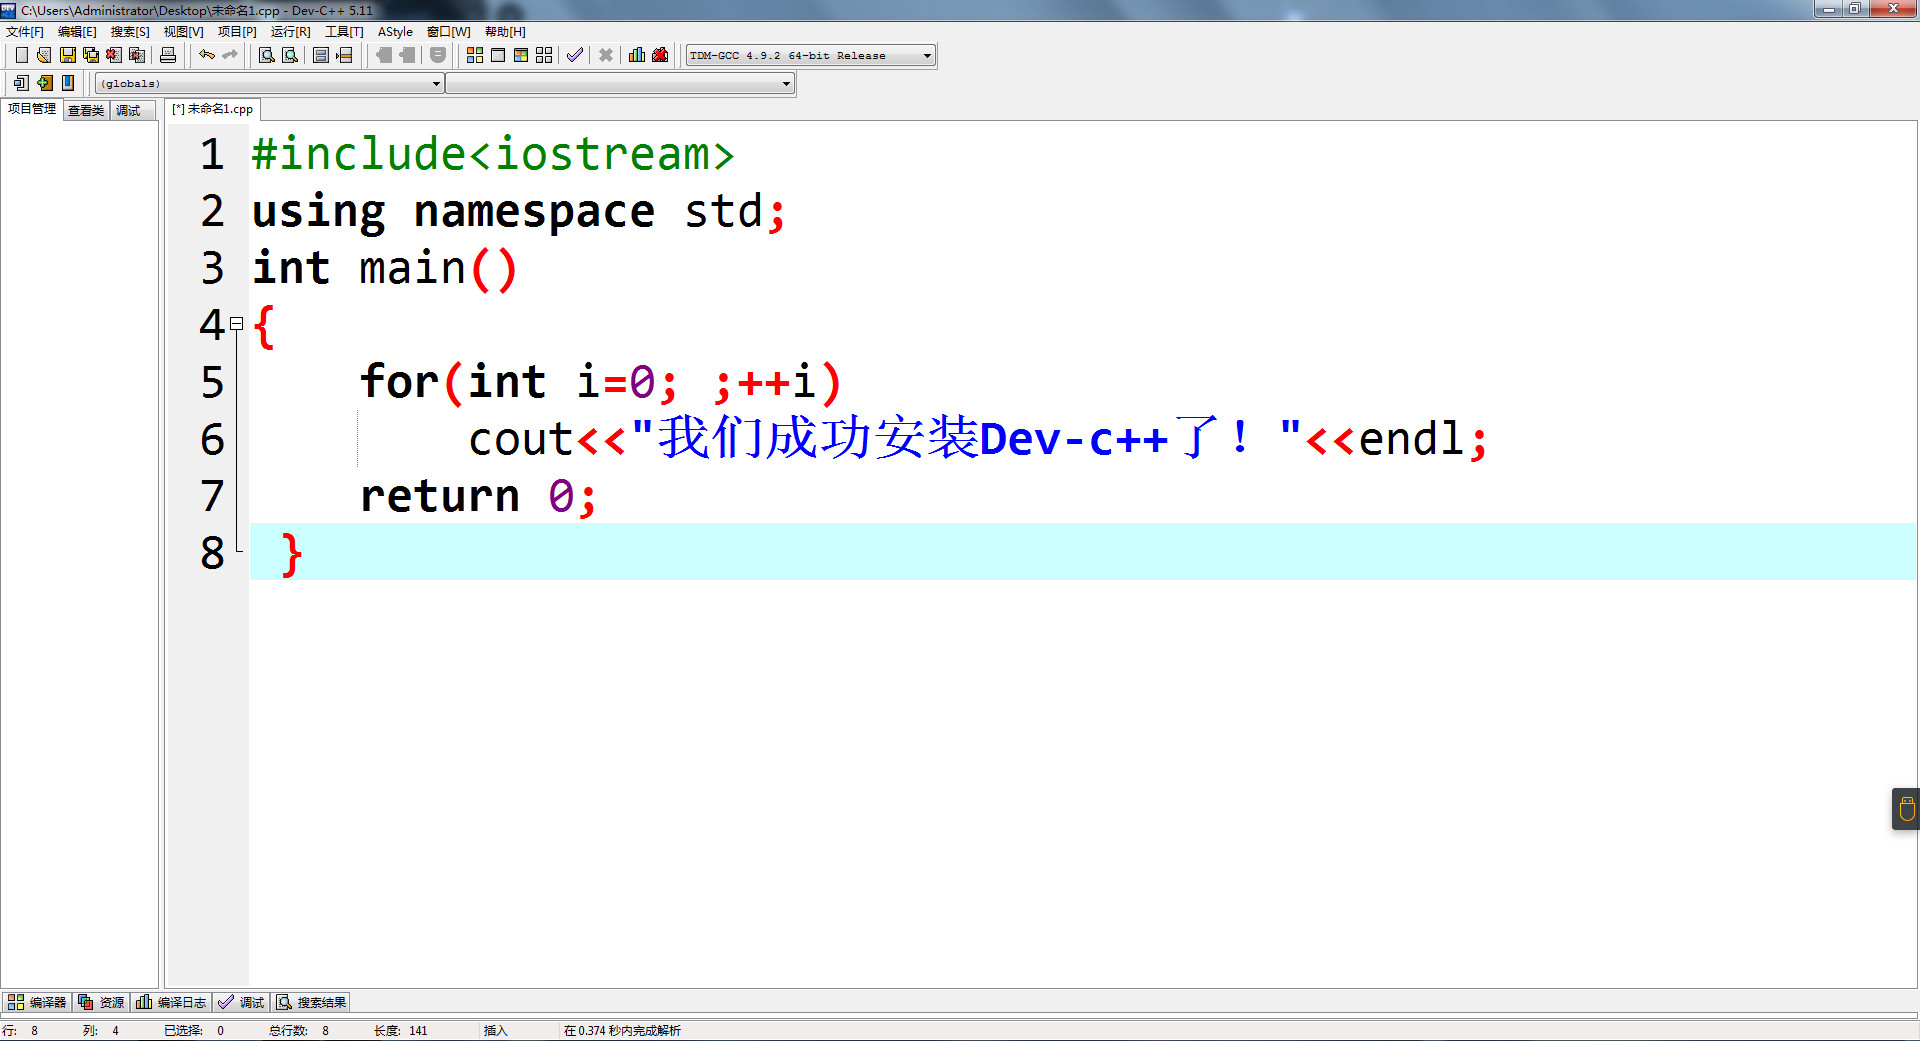 C:\Users\Administrator\Desktop\未命名1.cpp - Dev-C++ 5.11
文件[F] 编辑[E] 搜索[S] 视图[V] 项目[P] 运行[R] 工具[T] AStyle 窗口[W] 帮助[H]
TDM-GCC 4.9.2 64-bit Release
(globals)
项目管理 查看类 调试 [*] 未命名1.cpp
1 #include<iostream>
2 using namespace std;
3 int main()
4 {
5 for(int i=0; ;++i)
6 cout<<"我们成功安装Dev-c++了！"<<endl;
7 return 0;
8 }
编译器 资源 编译日志 调试 搜索结果
行: 8 列: 4 已选择: 0 总行数: 8 长度: 141 插入 在 0.374 秒内完成解析